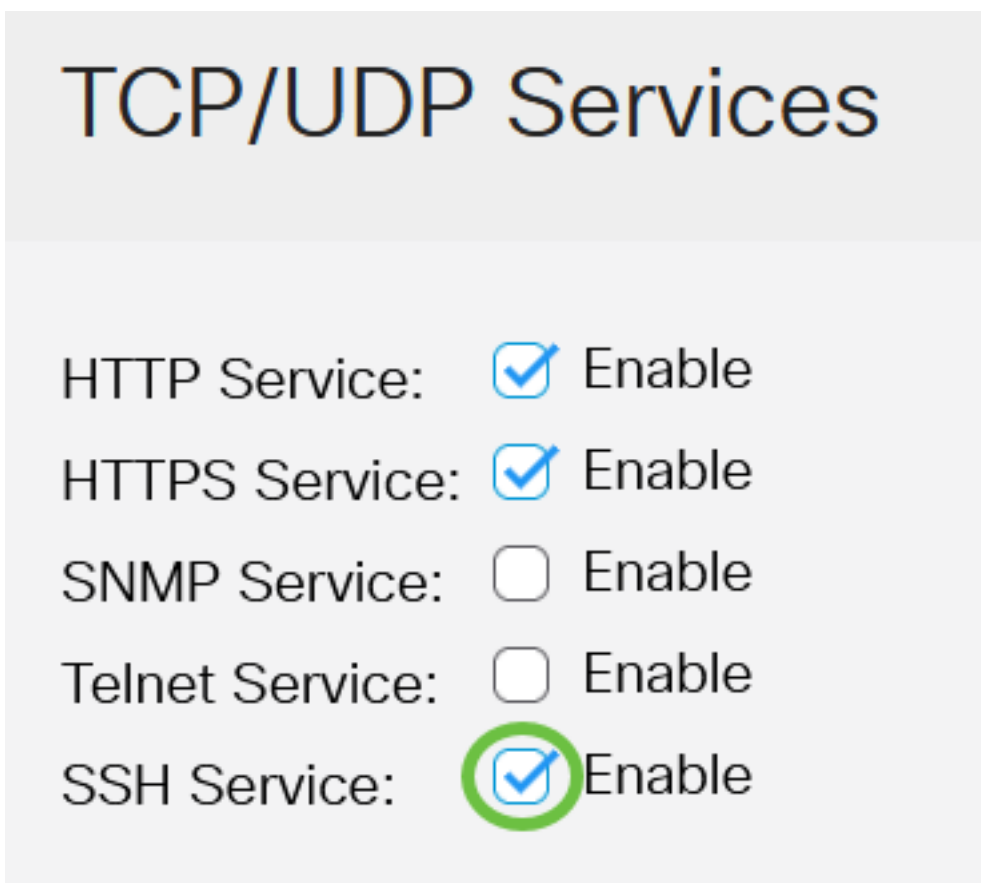 TCP/UDP Services
HTTP Service: Enable
HTTPS Service: Enable
SNMP Service: Enable
Telnet Service: Enable
SSH Service: Enable